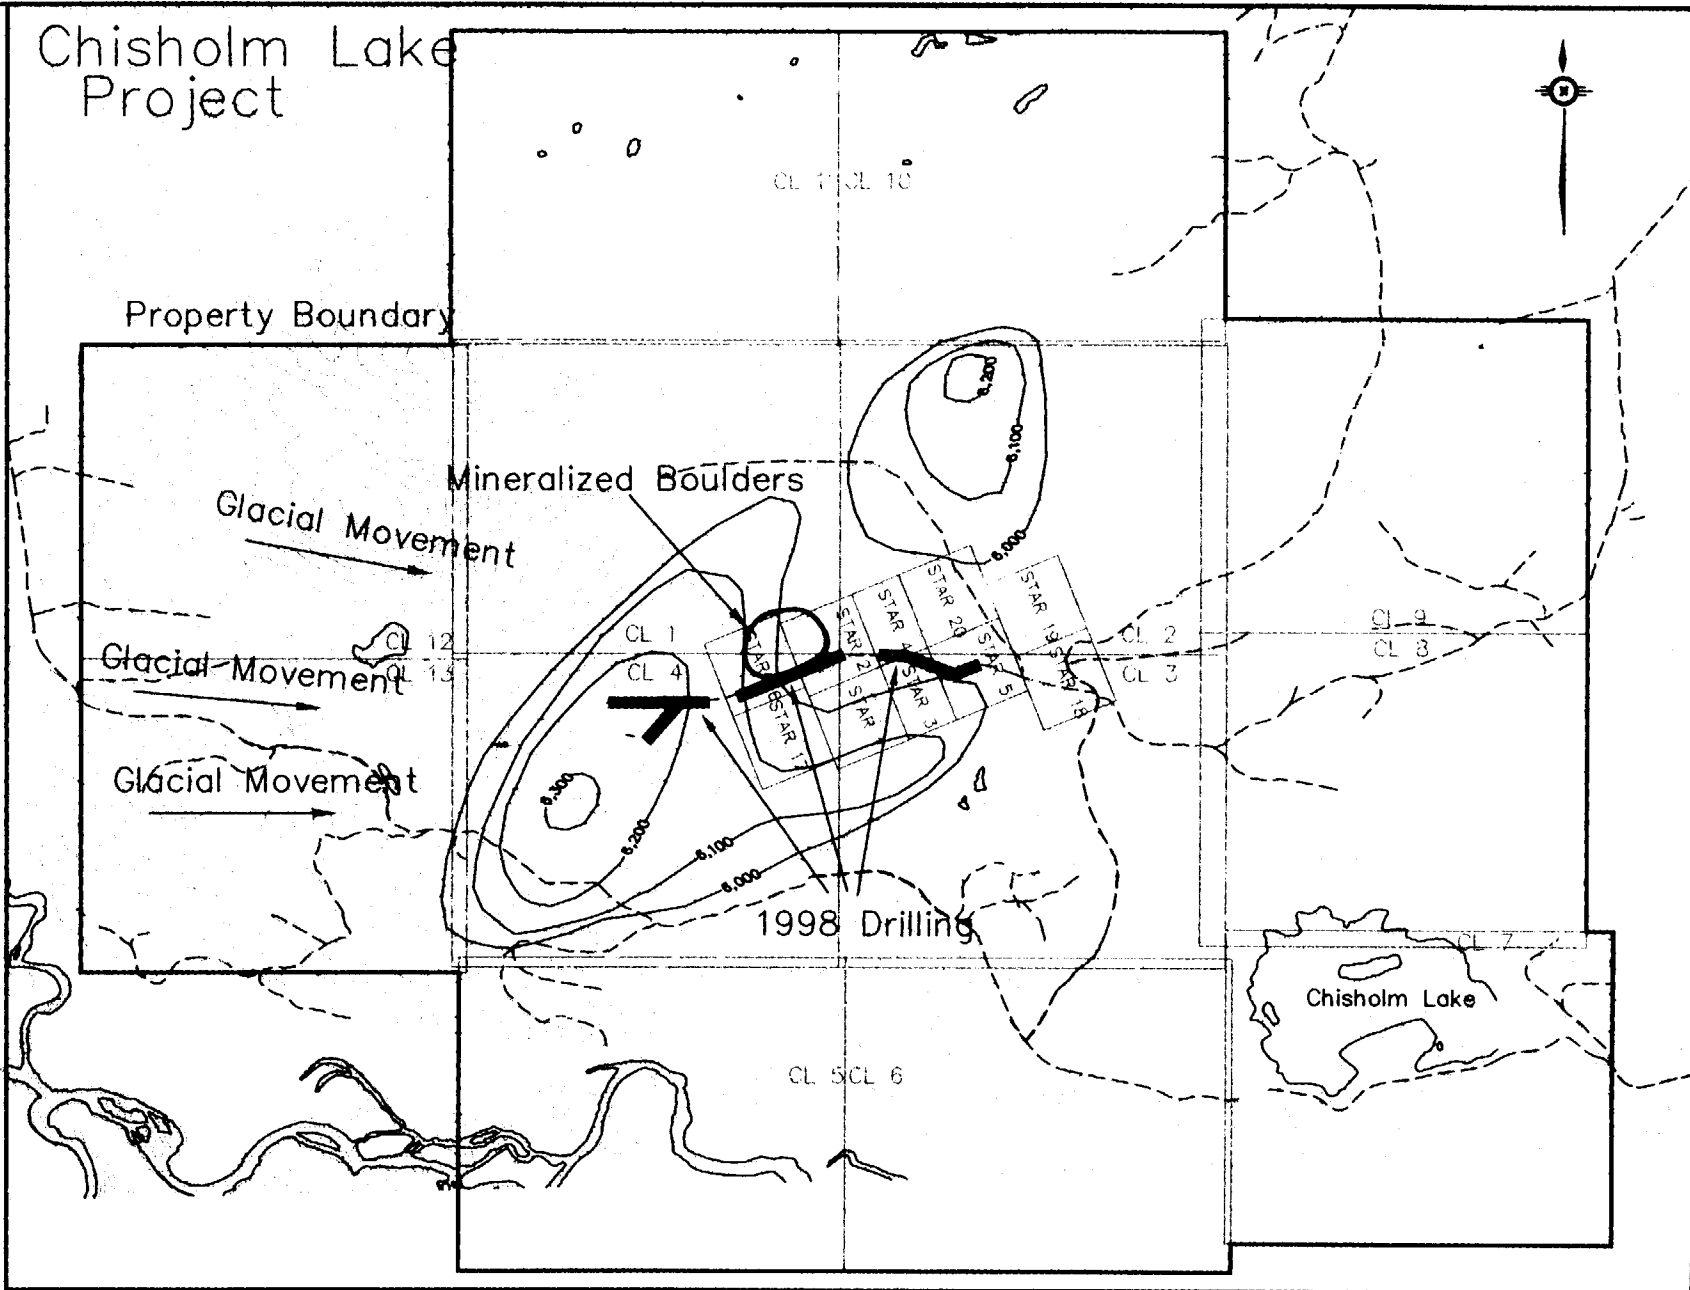 Chisholm Lake
Project
CL 11 CL 10
Property Boundary
6,200
6,100
6,000
Mineralized Boulders
Glacial Movement
STAR 20
STAR 19
STAR 4
STAR 2
STAR 5
STAR 18
STAR 3
STAR
STAR 17
STAR 6
CL 1
CL 2
CL 9
CL 12
CL 4
CL 3
CL 8
CL 13
Glacial Movement
Glacial Movement
6,300
6,200
6,100
6,000
1998 Drilling
CL 7
Chisholm Lake
CL 5 CL 6